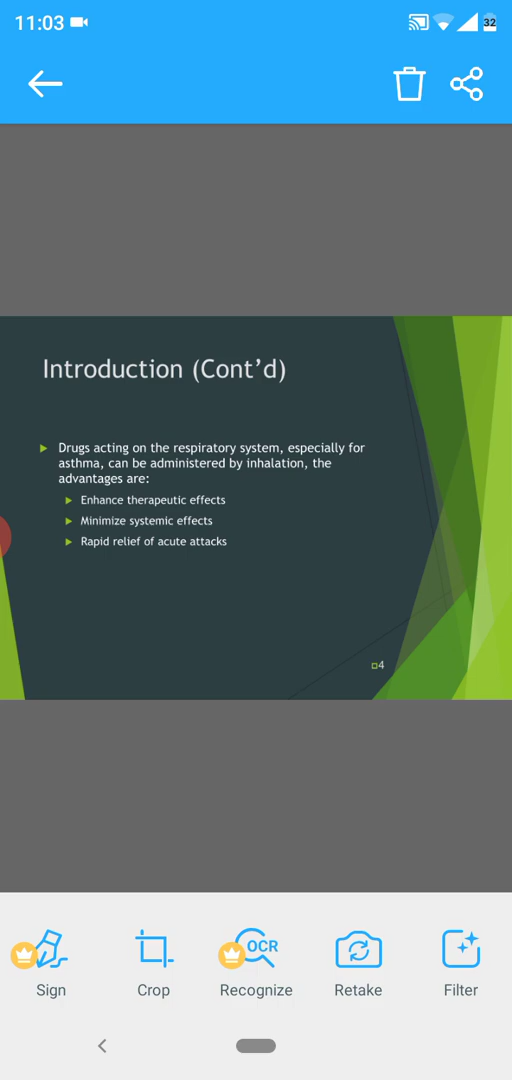 11:03
32
Introduction (Cont'd)
Drugs acting on the respiratory system, especially for
asthma, can be administered by inhalation, the
advantages are:
Enhance therapeutic effects
Minimize systemic effects
Rapid relief of acute attacks
4
OCR
Sign
Crop
Recognize
Retake
Filter